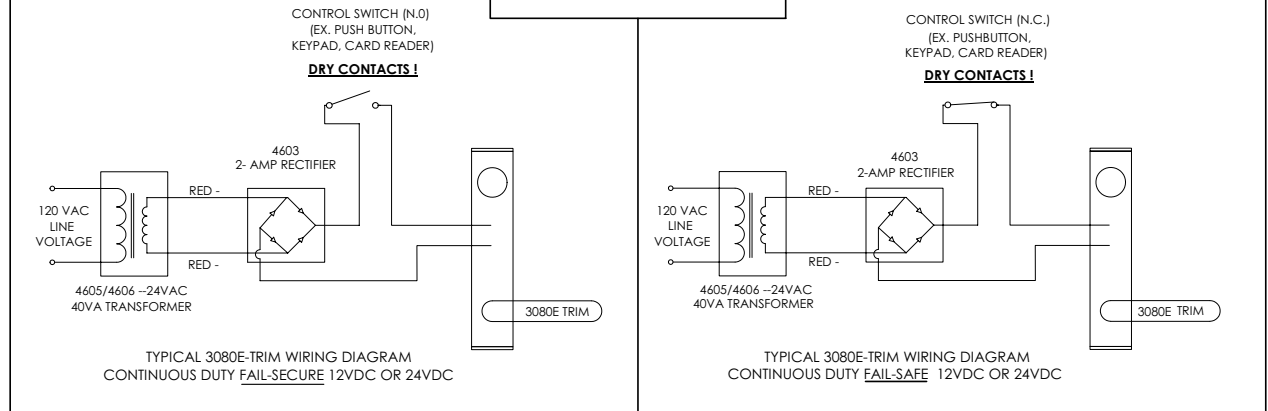 CONTROL SWITCH (N.0)
(EX. PUSH BUTTON,
KEYPAD, CARD READER)
DRY CONTACTS !
4603
2- AMP RECTIFIER
RED -
120 VAC
LINE
VOLTAGE
RED -
4605/4606 --24VAC
40VA TRANSFORMER
3080E TRIM
TYPICAL 3080E-TRIM WIRING DIAGRAM
CONTINUOUS DUTY FAIL-SECURE 12VDC OR 24VDC
CONTROL SWITCH (N.C.)
(EX. PUSHBUTTON,
KEYPAD, CARD READER)
DRY CONTACTS !
4603
2-AMP RECTIFIER
RED -
120 VAC
LINE
VOLTAGE
RED -
4605/4606 --24VAC
40VA TRANSFORMER
3080E TRIM
TYPICAL 3080E-TRIM WIRING DIAGRAM
CONTINUOUS DUTY FAIL-SAFE 12VDC OR 24VDC